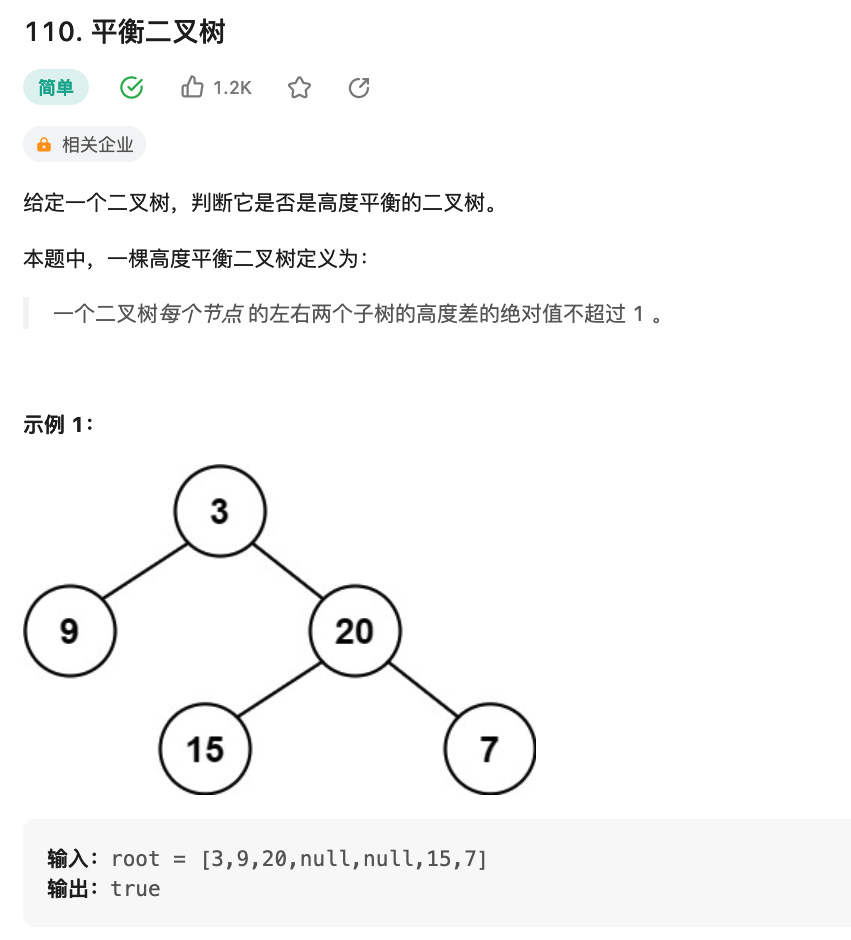 110. 平衡二叉树
简单 1.2K
相关企业
给定一个二叉树，判断它是否是高度平衡的二叉树。
本题中，一棵高度平衡二叉树定义为：
一个二叉树每个节点 的左右两个子树的高度差的绝对值不超过 1 。
示例 1：
3
9 20
15 7
输入：root = [3,9,20,null,null,15,7]
输出：true